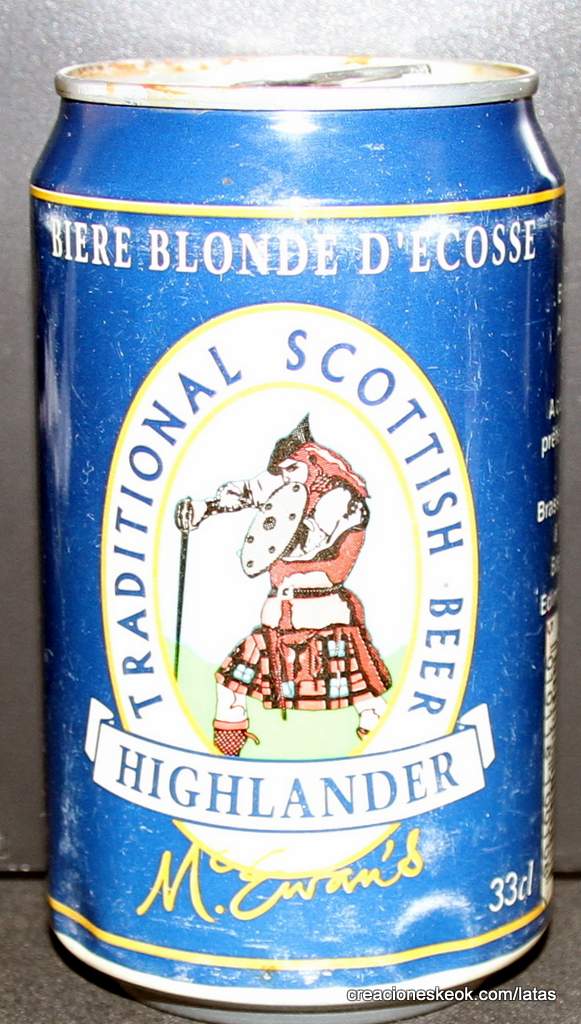 BIERE BLONDE D'ECOSSE
TRADITIONAL SCOTTISH BEER
HIGHLANDER
McEwan's
33cl
creacioneskeok.com/latas